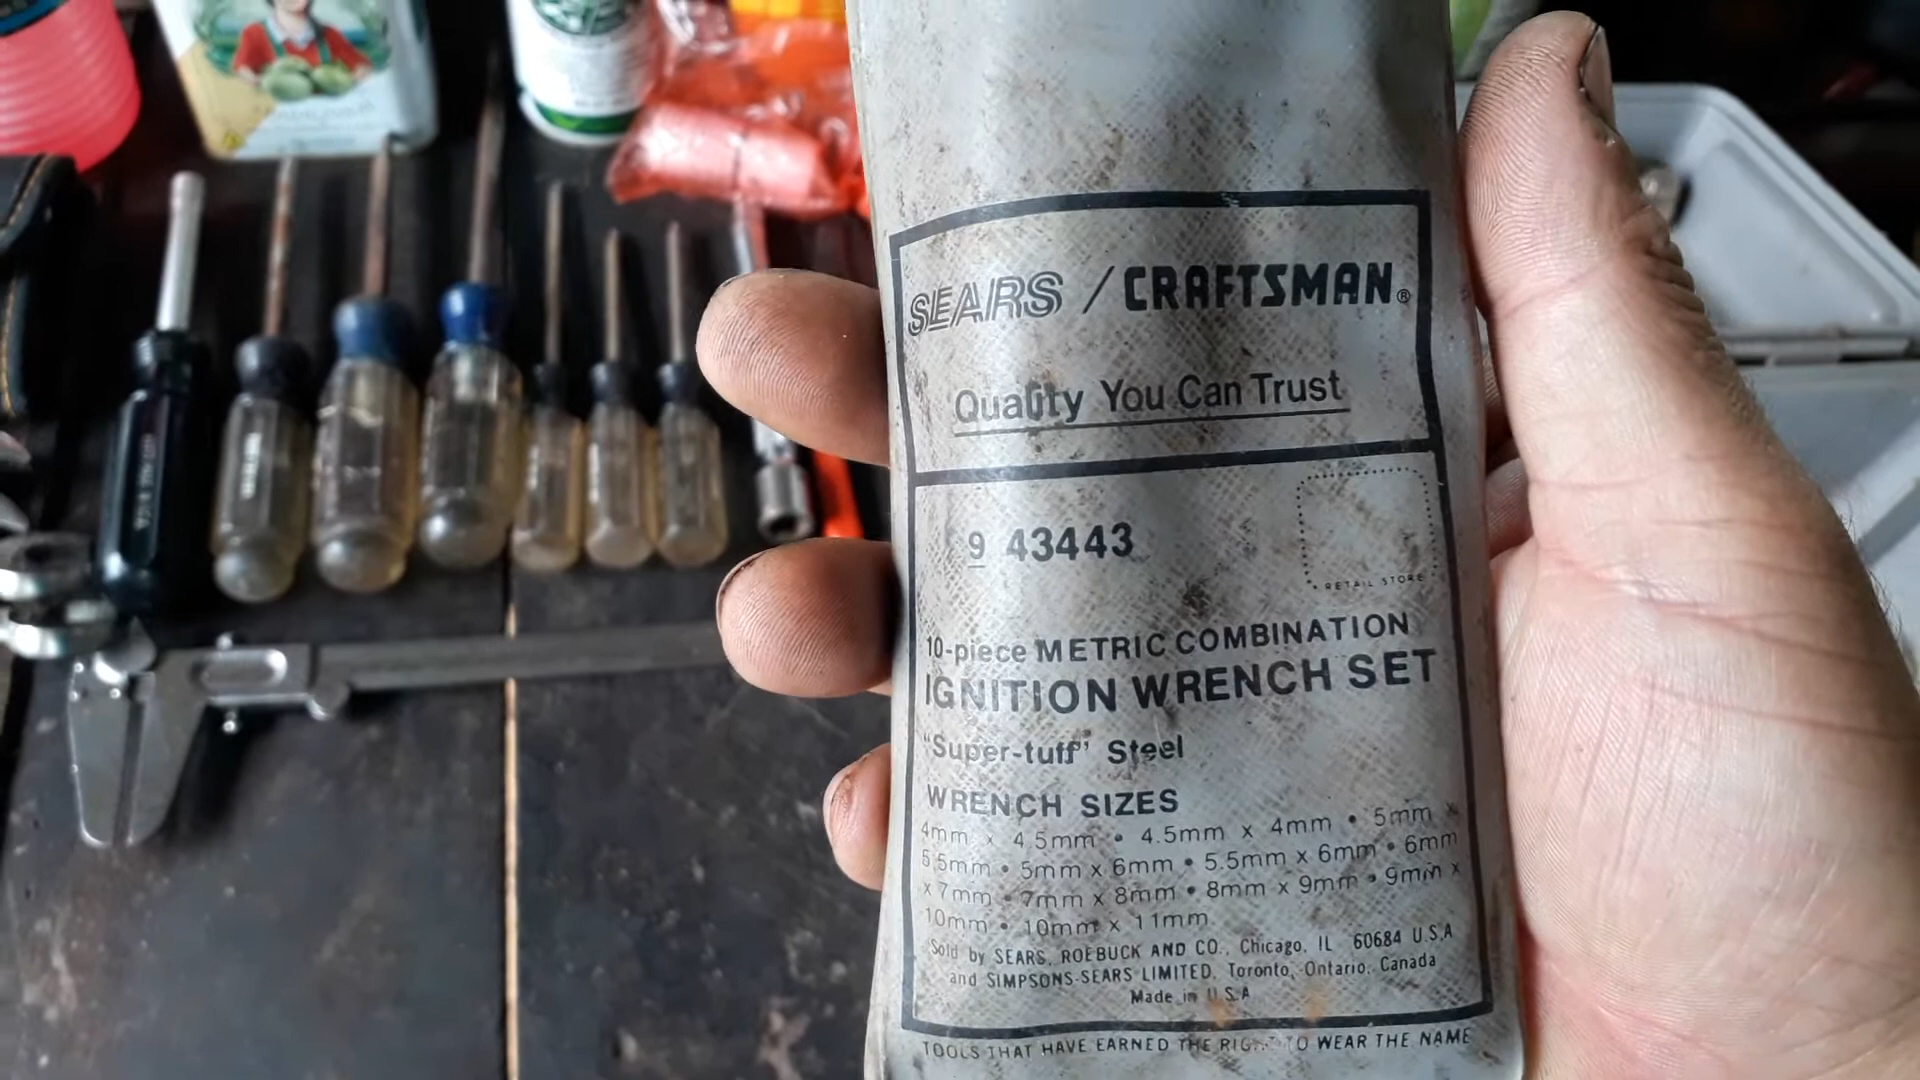 SEARS / CRAFTSMAN®
Quality You Can Trust
9 43443
RETAIL STORE
10-piece METRIC COMBINATION
IGNITION WRENCH SET
"Super-tuff" Steel
WRENCH SIZES
4mm x 4.5mm • 4.5mm x 4mm • 5mm x
5.5mm • 5mm x 6mm • 5.5mm x 6mm • 6mm
x 7mm • 7mm x 8mm • 8mm x 9mm • 9mm x
10mm • 10mm x 11mm
Sold by SEARS, ROEBUCK AND CO., Chicago, IL 60684 U.S.A
and SIMPSONS-SEARS LIMITED, Toronto, Ontario, Canada
Made in U.S.A
TOOLS THAT HAVE EARNED THE RIGHT TO WEAR THE NAME